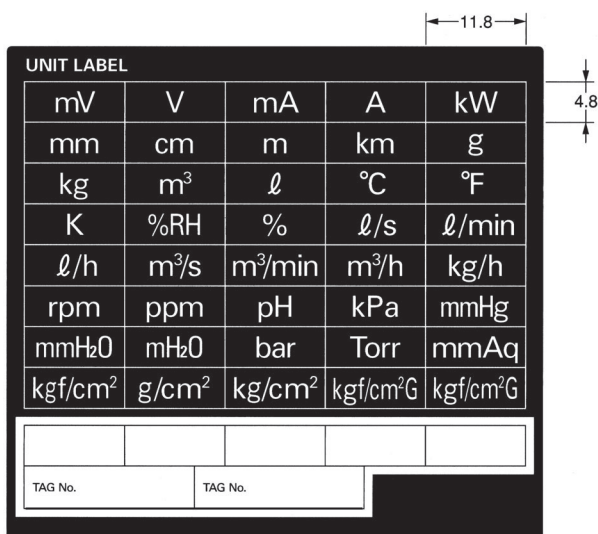 11.8
UNIT LABEL
4.8
mV V mA A kW
mm cm m km g
kg m³ ℓ °C °F
K %RH % ℓ/s ℓ/min
ℓ/h m³/s m³/min m³/h kg/h
rpm ppm pH kPa mmHg
mmH₂O mH₂O bar Torr mmAq
kgf/cm² g/cm² kg/cm² kgf/cm²G kgf/cm²G
TAG No. TAG No.